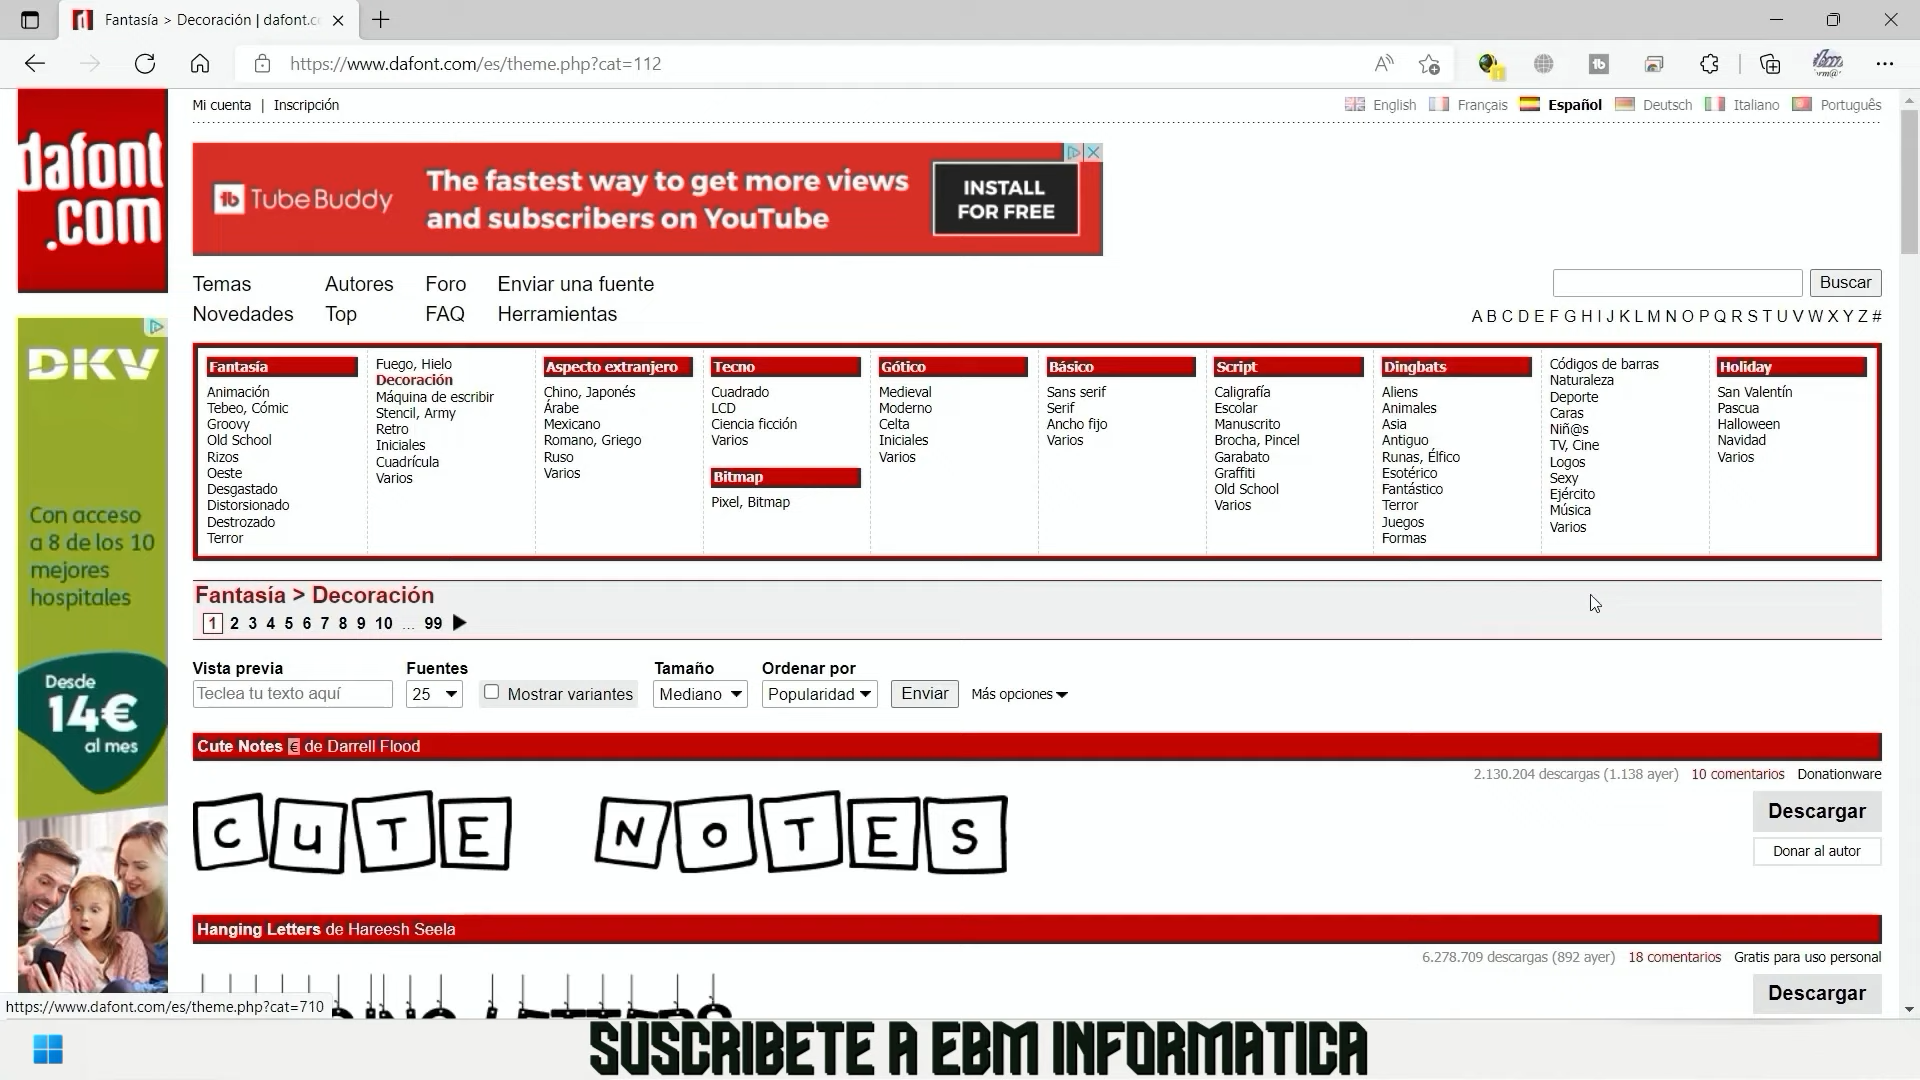 Fantasía > Decoración | dafont.c
https://www.dafont.com/es/theme.php?cat=112
Mi cuenta | Inscripción
English Français Español Deutsch Italiano Português
dafont
.com
TubeBuddy
The fastest way to get more views
and subscribers on YouTube
INSTALL
FOR FREE
Temas Autores Foro Enviar una fuente
Novedades Top FAQ Herramientas
Buscar
A B C D E F G H I J K L M N O P Q R S T U V W X Y Z #
DKV
Con acceso
a 8 de los 10
mejores
hospitales
Desde
14€
al mes
Fantasía
Animación
Tebeo, Cómic
Groovy
Old School
Rizos
Oeste
Desgastado
Distorsionado
Destrozado
Terror
Fuego, Hielo
Decoración
Máquina de escribir
Stencil, Army
Retro
Iniciales
Cuadrícula
Varios
Aspecto extranjero
Chino, Japonés
Árabe
Mexicano
Romano, Griego
Ruso
Varios
Tecno
Cuadrado
LCD
Ciencia ficción
Varios
Bitmap
Pixel, Bitmap
Gótico
Medieval
Moderno
Celta
Iniciales
Varios
Básico
Sans serif
Serif
Ancho fijo
Varios
Script
Caligrafía
Escolar
Manuscrito
Brocha, Pincel
Garabato
Graffiti
Old School
Varios
Dingbats
Aliens
Animales
Asia
Antiguo
Runas, Élfico
Esotérico
Fantástico
Terror
Juegos
Formas
Códigos de barras
Naturaleza
Deporte
Caras
Niñ@s
TV, Cine
Logos
Sexy
Ejército
Música
Varios
Holiday
San Valentín
Pascua
Halloween
Navidad
Varios
Fantasía > Decoración
1 2 3 4 5 6 7 8 9 10 ... 99
Vista previa Fuentes Tamaño Ordenar por
Teclea tu texto aquí 25 Mostrar variantes Mediano Popularidad Enviar Más opciones
Cute Notes € de Darrell Flood
2.130.204 descargas (1.138 ayer) 10 comentarios Donationware
CuTE NOTES
Descargar
Donar al autor
Hanging Letters de Hareesh Seela
6.278.709 descargas (892 ayer) 18 comentarios Gratis para uso personal
Descargar
https://www.dafont.com/es/theme.php?cat=710
SUSCRIBETE A EBM INFORMATICA